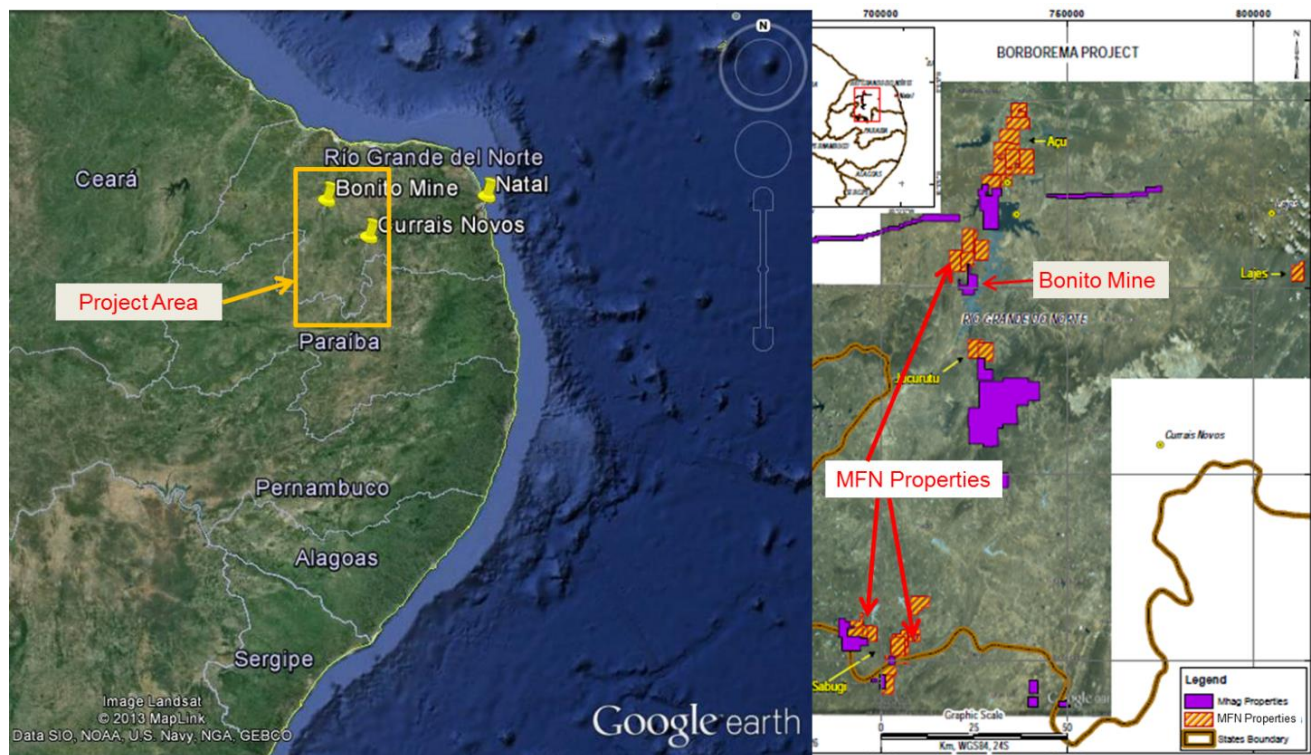 N
Río Grande del Norte
Ceará
Bonito Mine
Natal
Currais Novos
Project Area
Paraíba
Pernambuco
Alagoas
Sergipe
Image Landsat
© 2013 MapLink
Data SIO, NOAA, U.S. Navy, NGA, GEBCO
Google earth
700000
760000
800000
BORBOREMA PROJECT
N
Açu
Lajes
Bonito Mine
RIO GRANDE DO NORTE
Jucurutu
Currais Novos
MFN Properties
Sabugi
Google ear
Legend
Mhag Properties
MFN Properties
States Boundary
Graphic Scale
700000
0
25
50
Km, WGS84, 24S